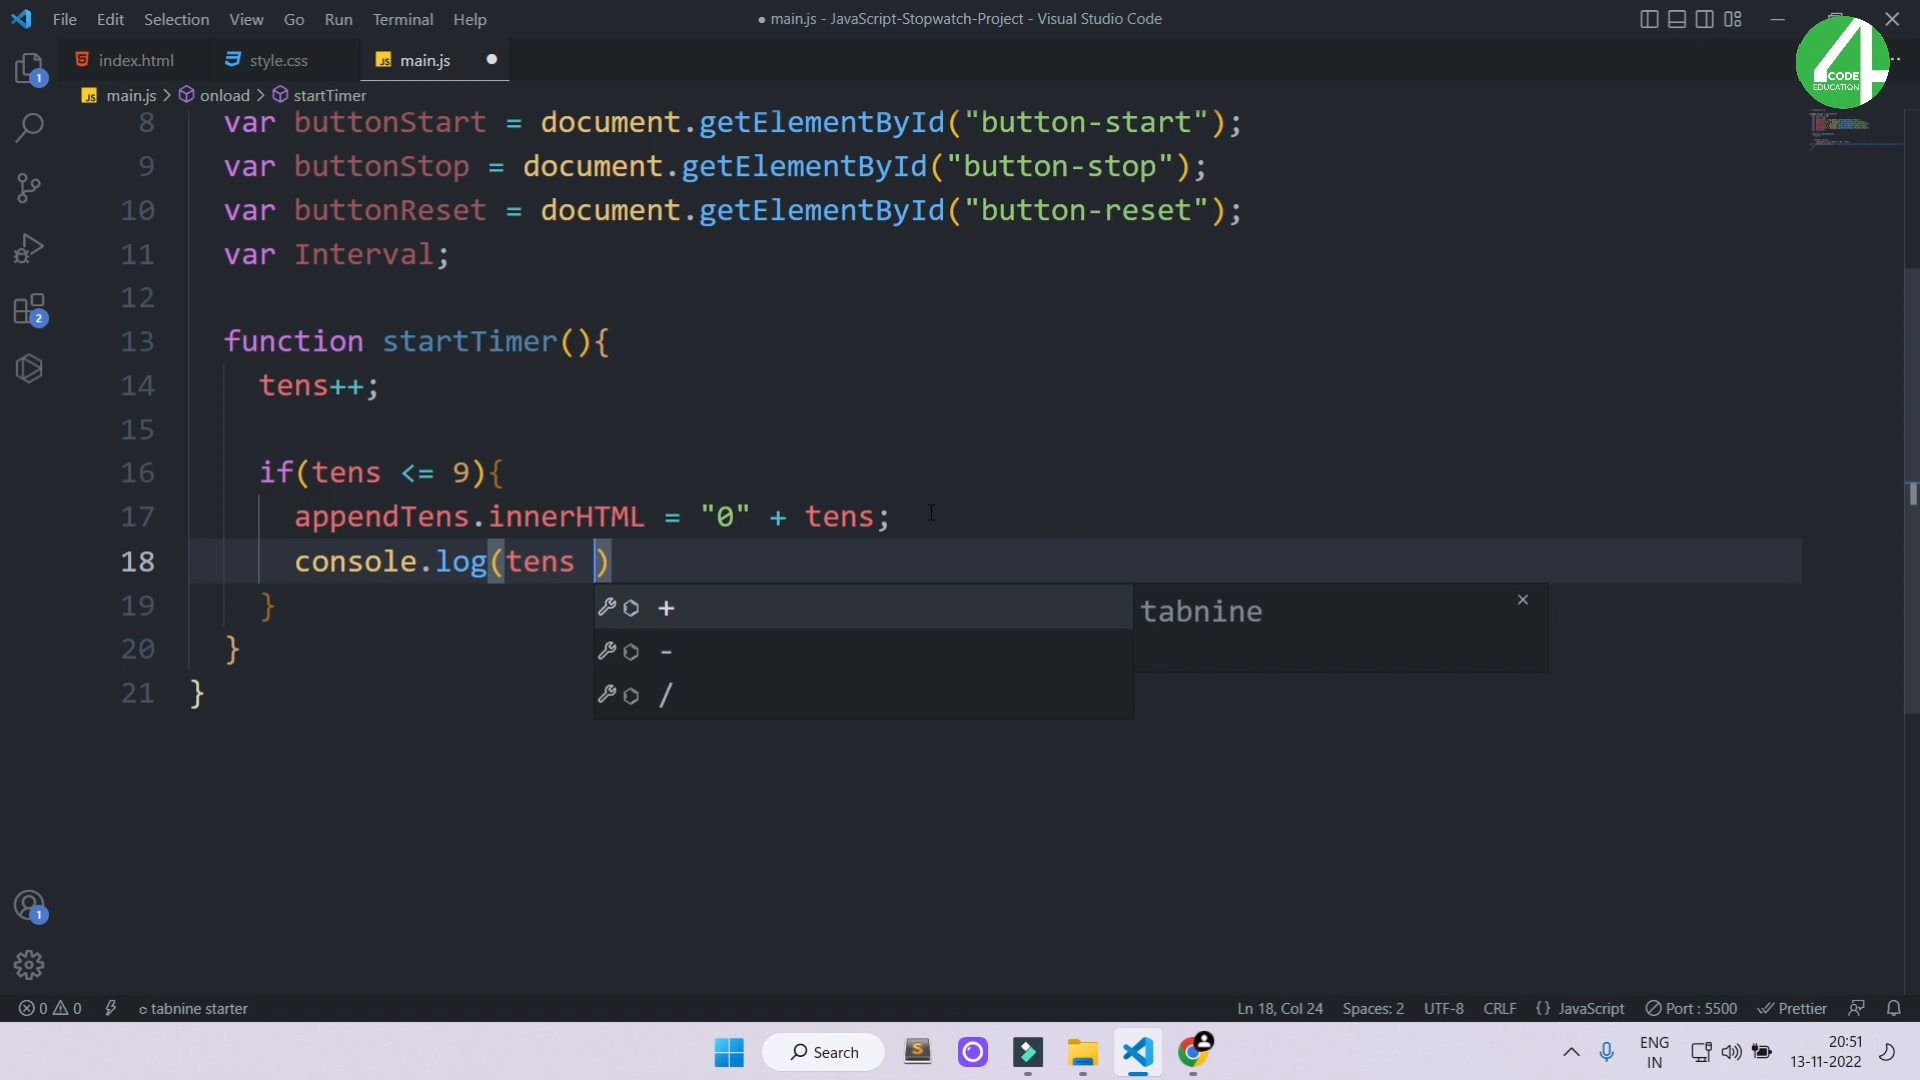 File Edit Selection View Go Run Terminal Help
● main.js - JavaScript-Stopwatch-Project - Visual Studio Code
4
CODE
EDUCATION
1
index.html
style.css
JS main.js ●
JS main.js > onload > startTimer
8 var buttonStart = document.getElementById("button-start");
9 var buttonStop = document.getElementById("button-stop");
10 var buttonReset = document.getElementById("button-reset");
11 var Interval;
12
13 function startTimer(){
2
14 tens++;
15
16 if(tens <= 9){
17 appendTens.innerHTML = "0" + tens;
18 console.log(tens )
19 }
+
tabnine
20 }
-
21 }
/
1
0 0 tabnine starter
Ln 18, Col 24 Spaces: 2 UTF-8 CRLF {} JavaScript Port : 5500 Prettier
Search
S
ENG
IN
20:51
13-11-2022